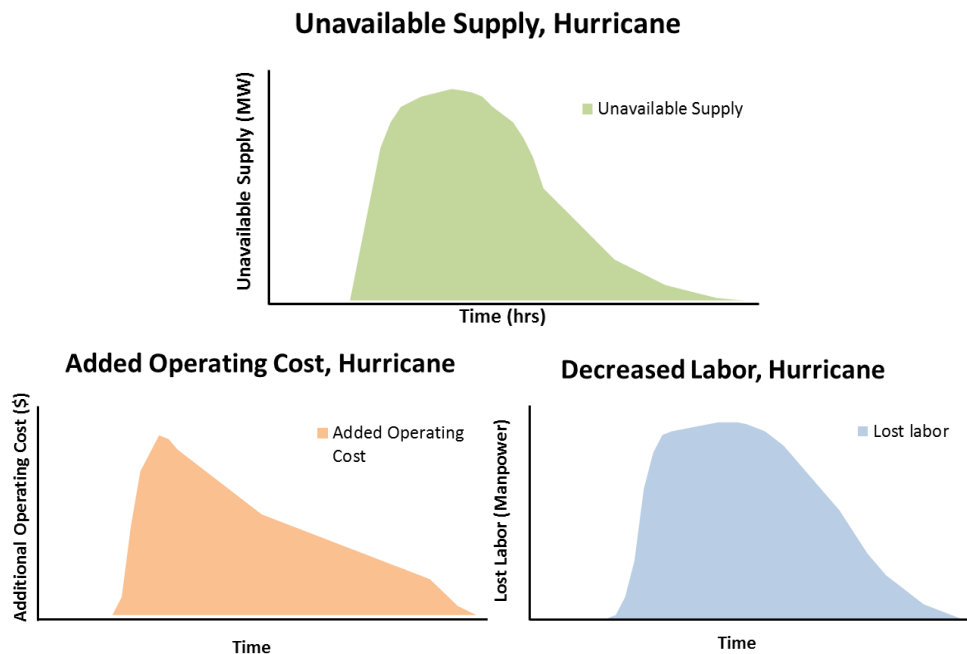 Unavailable Supply, Hurricane
Unavailable Supply (MW)
Unavailable Supply
Time (hrs)
Added Operating Cost, Hurricane
Additional Operating Cost ($)
Added Operating
Cost
Time
Decreased Labor, Hurricane
Lost Labor (Manpower)
Lost labor
Time